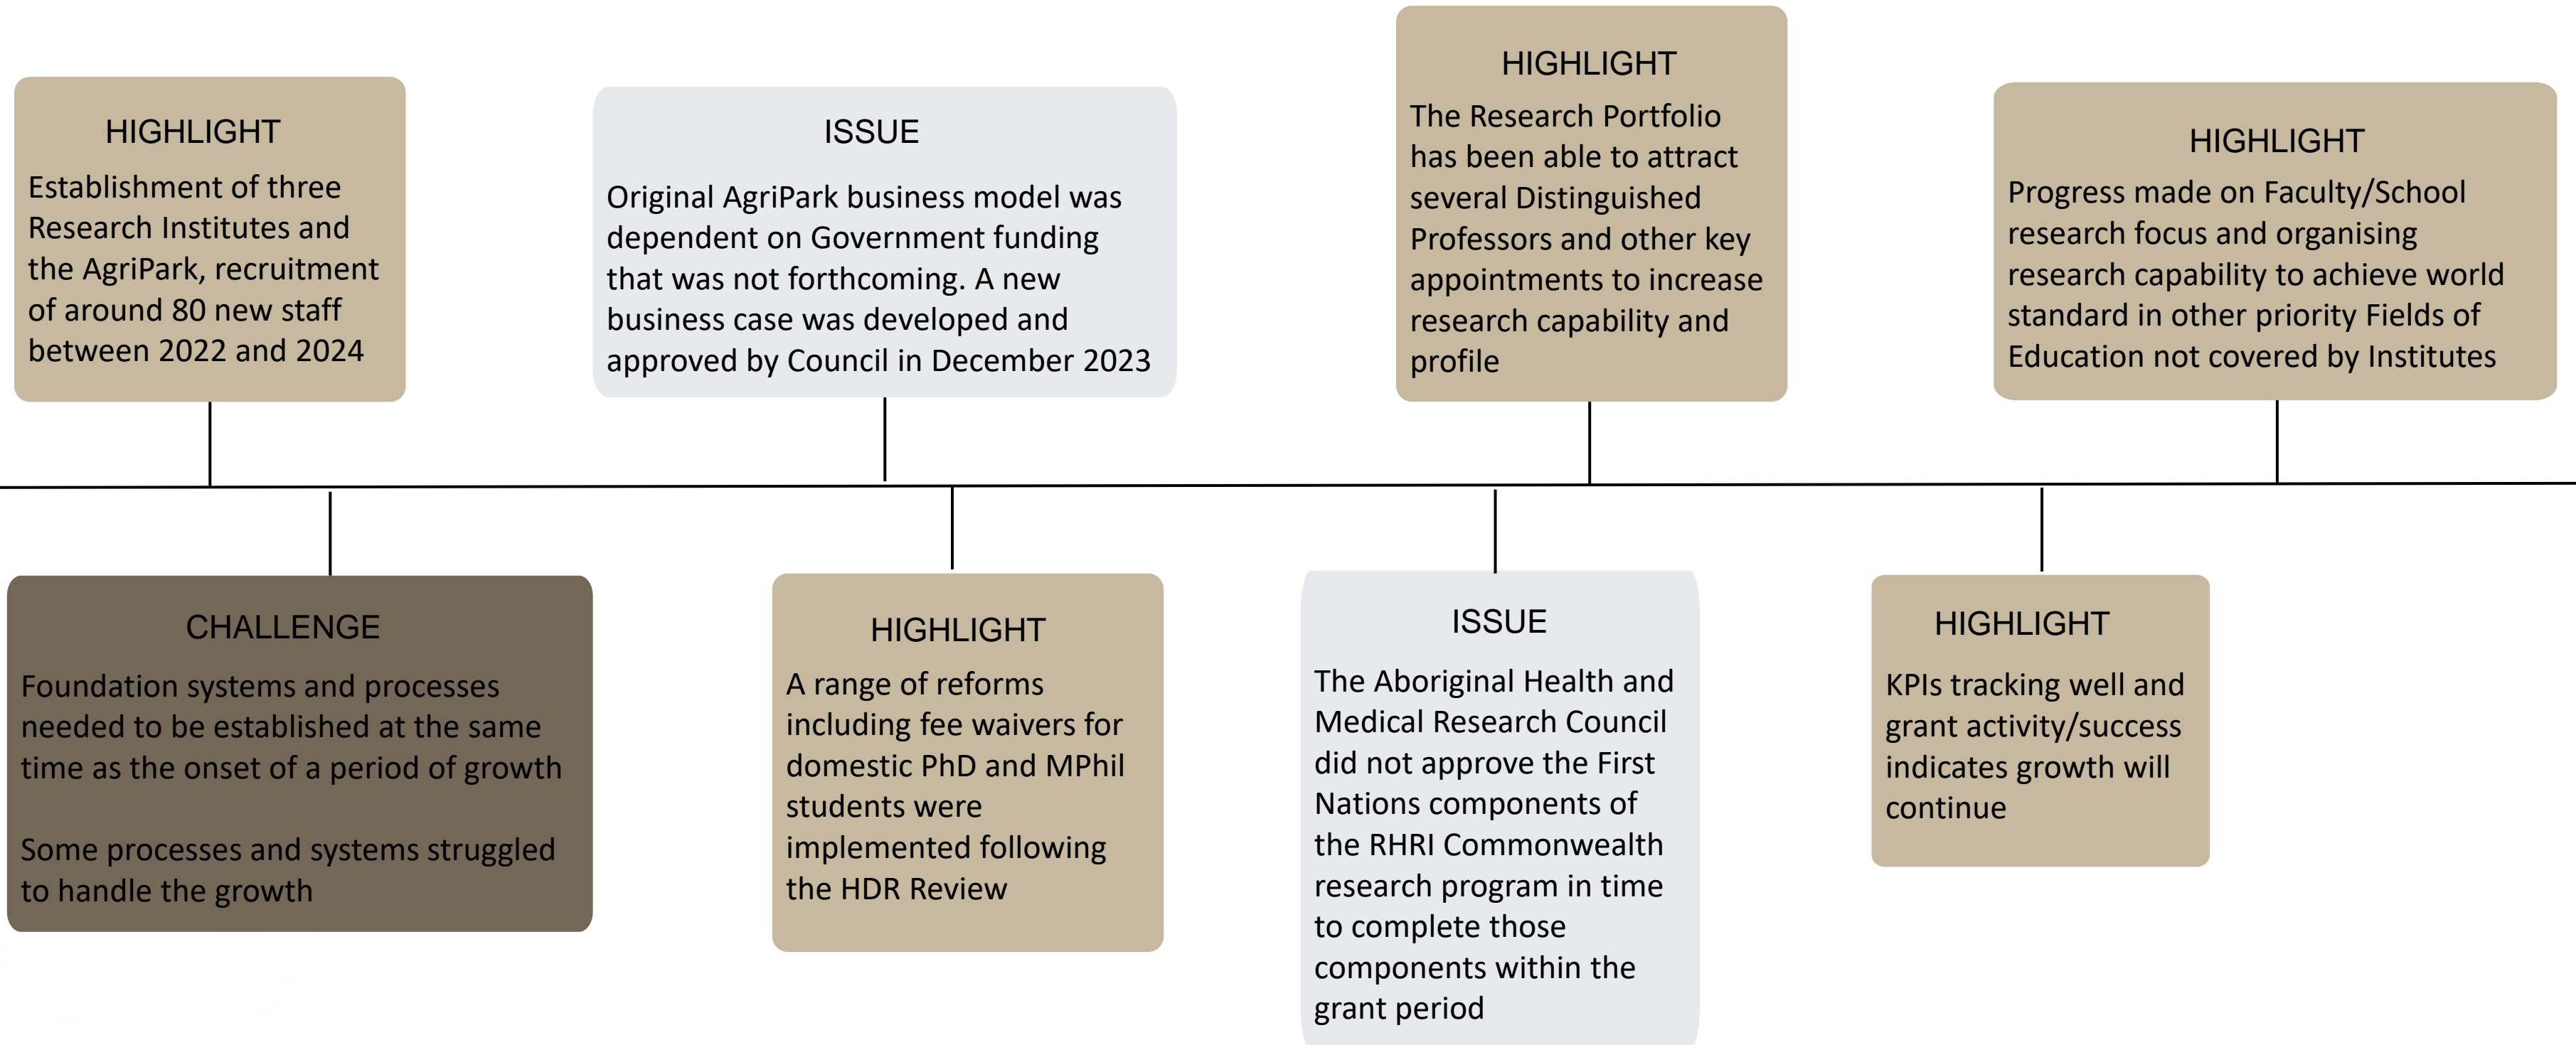 HIGHLIGHT
Establishment of three
Research Institutes and
the AgriPark, recruitment
of around 80 new staff
between 2022 and 2024
ISSUE
Original AgriPark business model was
dependent on Government funding
that was not forthcoming. A new
business case was developed and
approved by Council in December 2023
HIGHLIGHT
The Research Portfolio
has been able to attract
several Distinguished
Professors and other key
appointments to increase
research capability and
profile
HIGHLIGHT
Progress made on Faculty/School
research focus and organising
research capability to achieve world
standard in other priority Fields of
Education not covered by Institutes
CHALLENGE
Foundation systems and processes
needed to be established at the same
time as the onset of a period of growth
Some processes and systems struggled
to handle the growth
HIGHLIGHT
A range of reforms
including fee waivers for
domestic PhD and MPhil
students were
implemented following
the HDR Review
ISSUE
The Aboriginal Health and
Medical Research Council
did not approve the First
Nations components of
the RHRI Commonwealth
research program in time
to complete those
components within the
grant period
HIGHLIGHT
KPIs tracking well and
grant activity/success
indicates growth will
continue